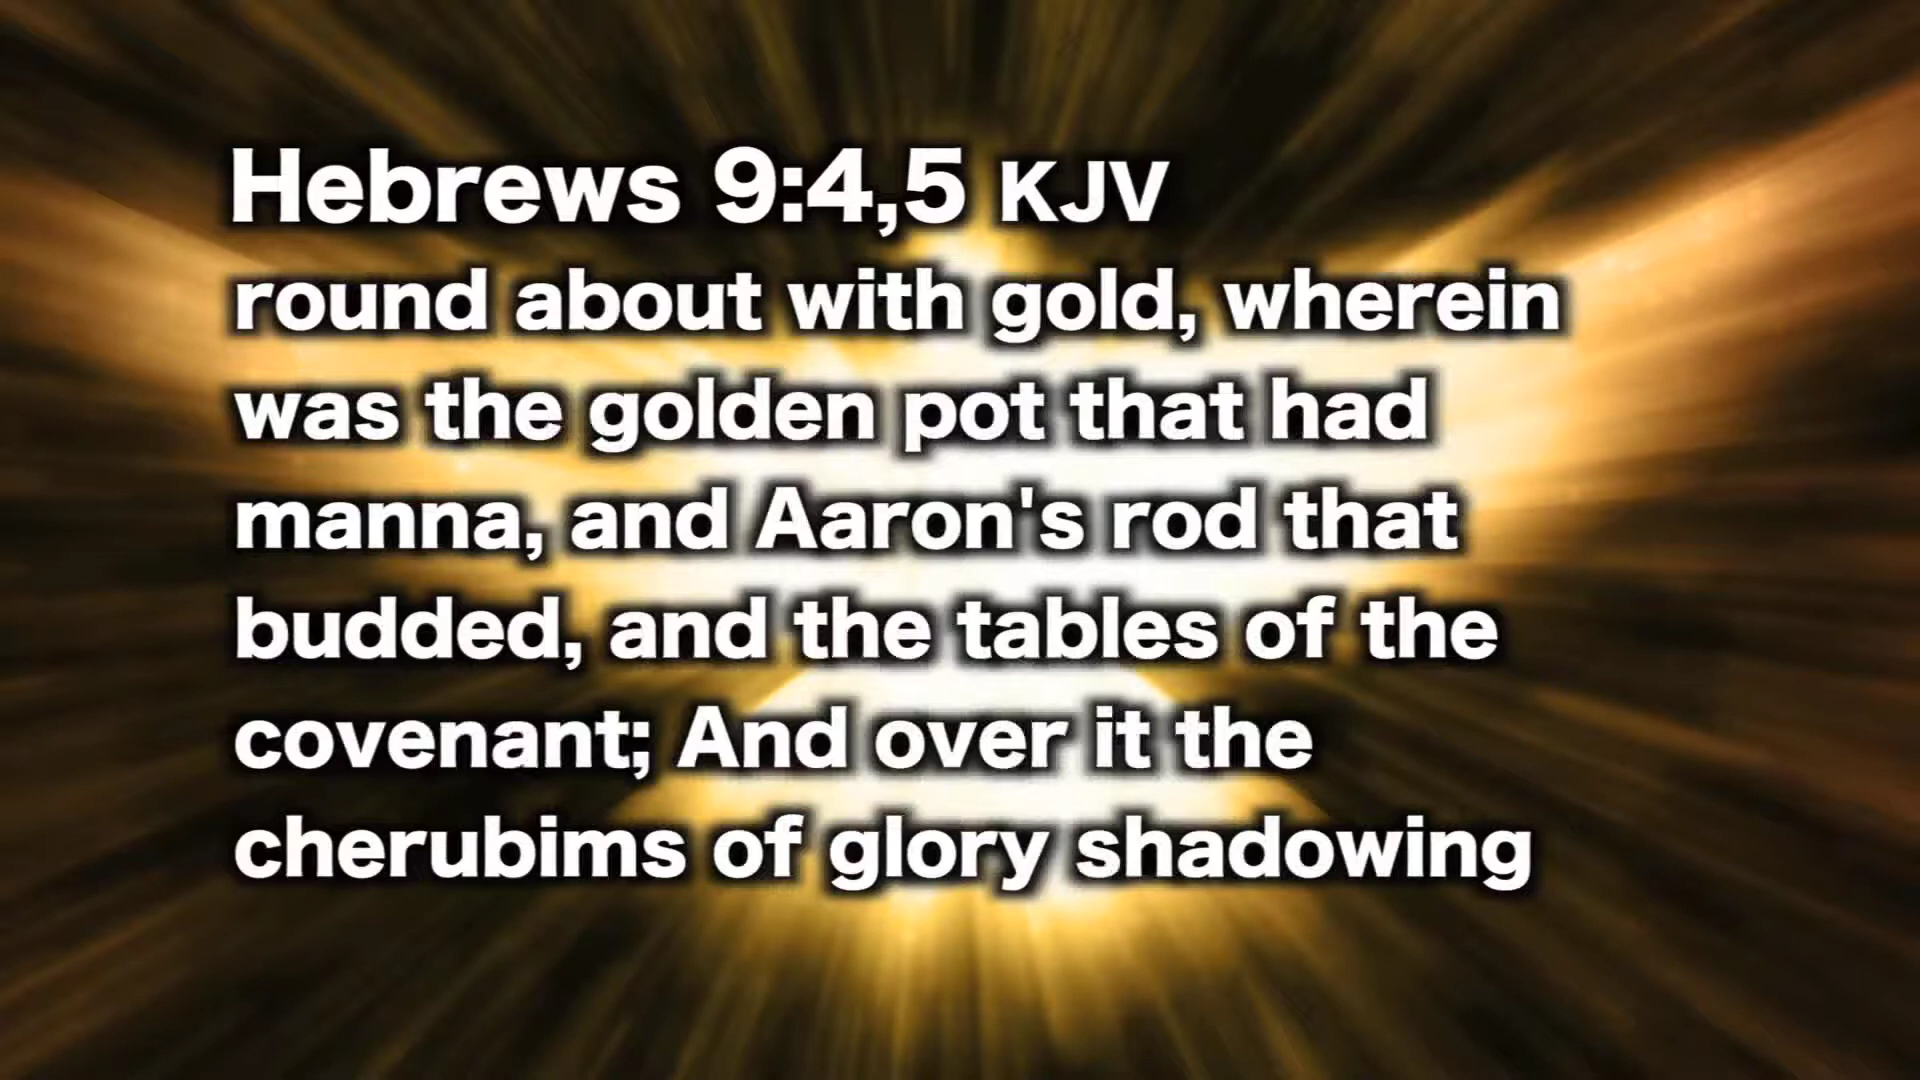 Hebrews 9:4,5 KJV
round about with gold, wherein
was the golden pot that had
manna, and Aaron's rod that
budded, and the tables of the
covenant; And over it the
cherubims of glory shadowing